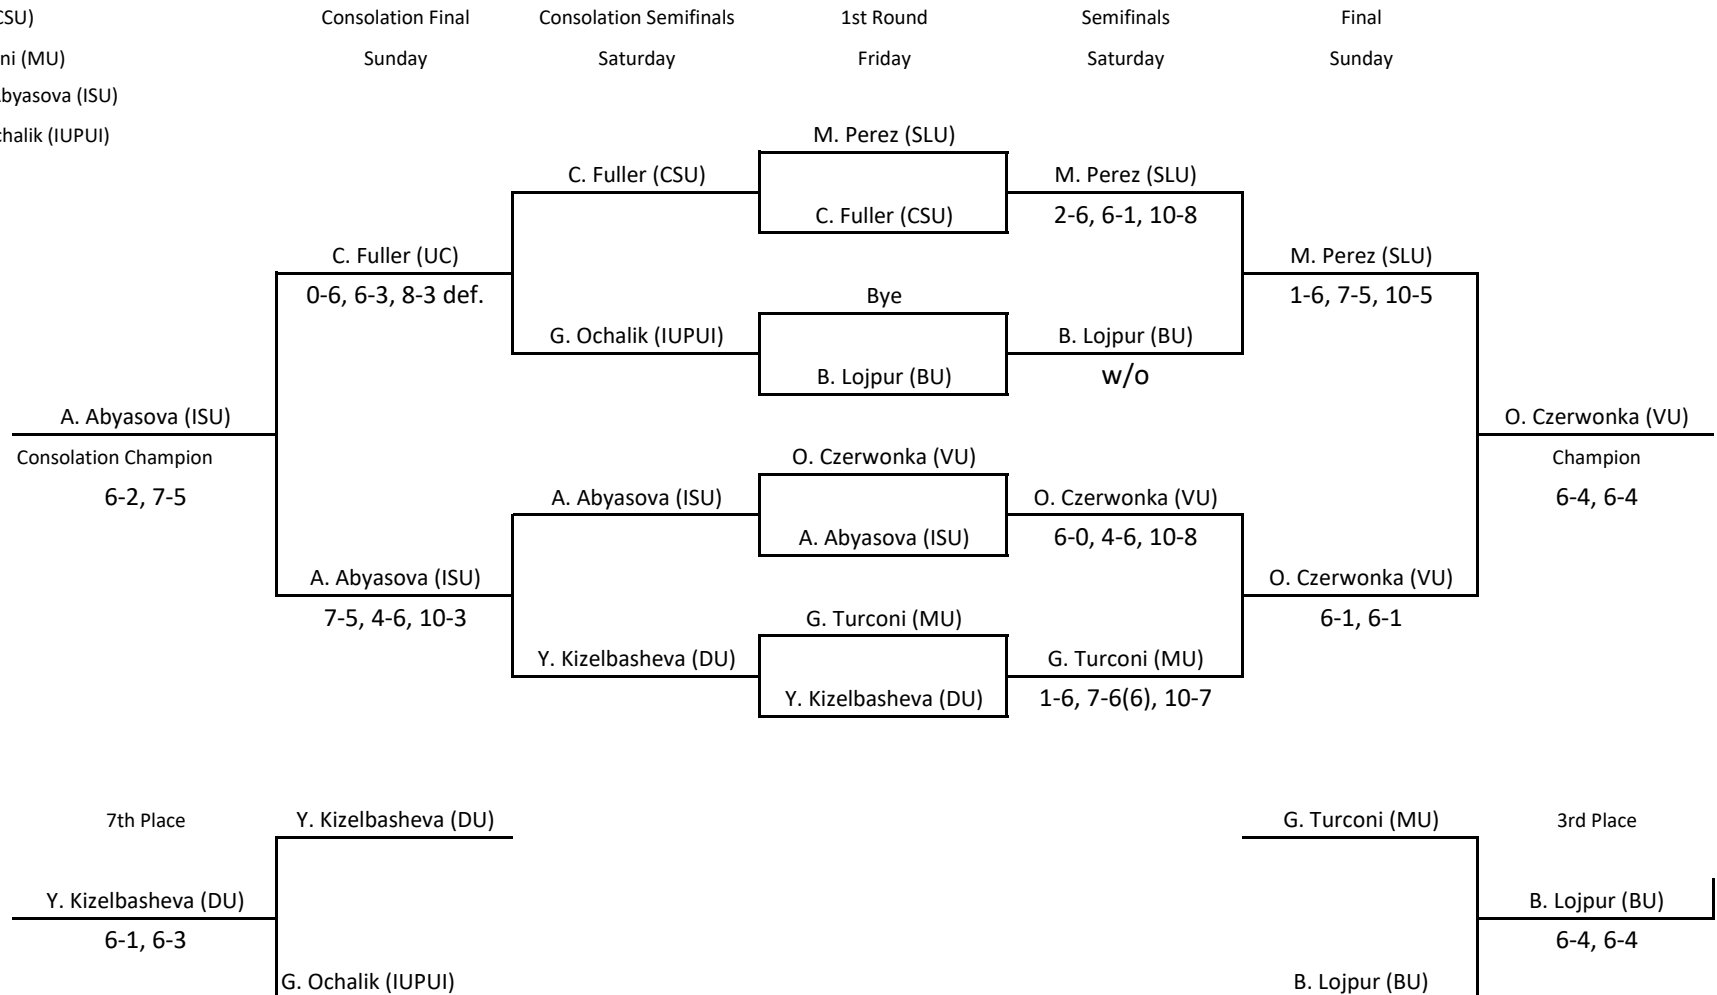 CSU) Consolation Final Consolation Semifinals 1st Round Semifinals Final
ni (MU) Sunday Saturday Friday Saturday Sunday
byasova (ISU)
chalik (IUPUI) M. Perez (SLU)
C. Fuller (CSU) M. Perez (SLU)
C. Fuller (CSU) 2-6, 6-1, 10-8
C. Fuller (UC) M. Perez (SLU)
0-6, 6-3, 8-3 def. Bye 1-6, 7-5, 10-5
G. Ochalik (IUPUI) B. Lojpur (BU)
B. Lojpur (BU) w/o
A. Abyasova (ISU) O. Czerwonka (VU)
Consolation Champion O. Czerwonka (VU) Champion
6-2, 7-5 A. Abyasova (ISU) O. Czerwonka (VU) 6-4, 6-4
A. Abyasova (ISU) 6-0, 4-6, 10-8
A. Abyasova (ISU) O. Czerwonka (VU)
7-5, 4-6, 10-3 G. Turconi (MU) 6-1, 6-1
Y. Kizelbasheva (DU) G. Turconi (MU)
Y. Kizelbasheva (DU) 1-6, 7-6(6), 10-7
7th Place Y. Kizelbasheva (DU) G. Turconi (MU) 3rd Place
Y. Kizelbasheva (DU) B. Lojpur (BU)
6-1, 6-3 6-4, 6-4
G. Ochalik (IUPUI) B. Lojpur (BU)